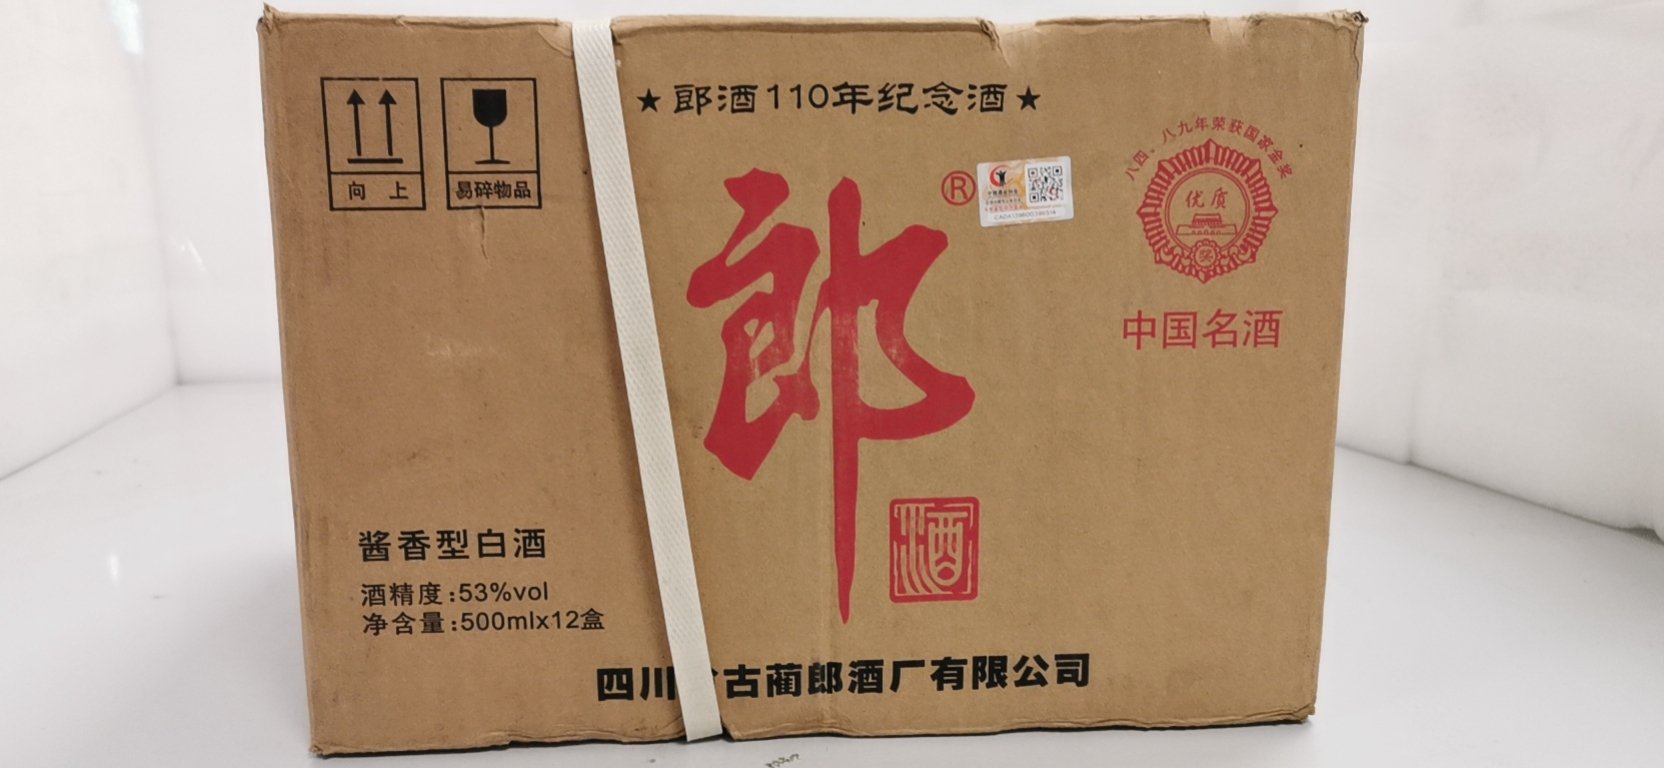 ★郎酒110年纪念酒★
向 上
易碎物品
郎
®
酒
八四、八九年荣获国家金奖
优质
奖
中国名酒
酱香型白酒
酒精度:53%vol
净含量:500mlx12盒
四川 古蔺郎酒厂有限公司